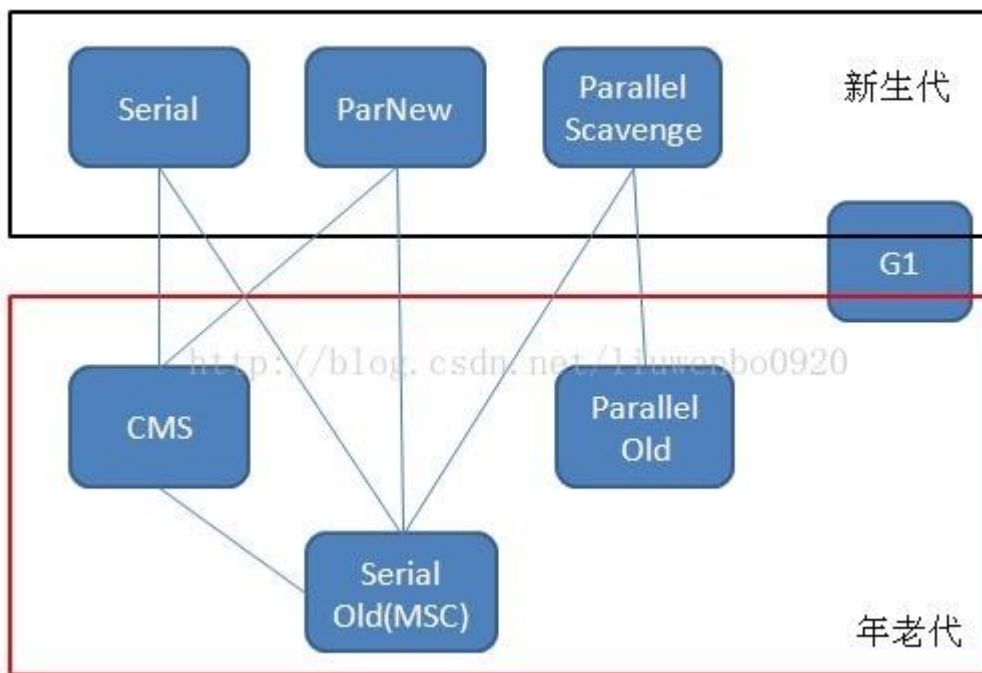 Serial
ParNew
Parallel
Scavenge
新生代
G1
http://blog.csdn.net/liuwenbo0920
CMS
Parallel
Old
Serial
Old(MSC)
年老代